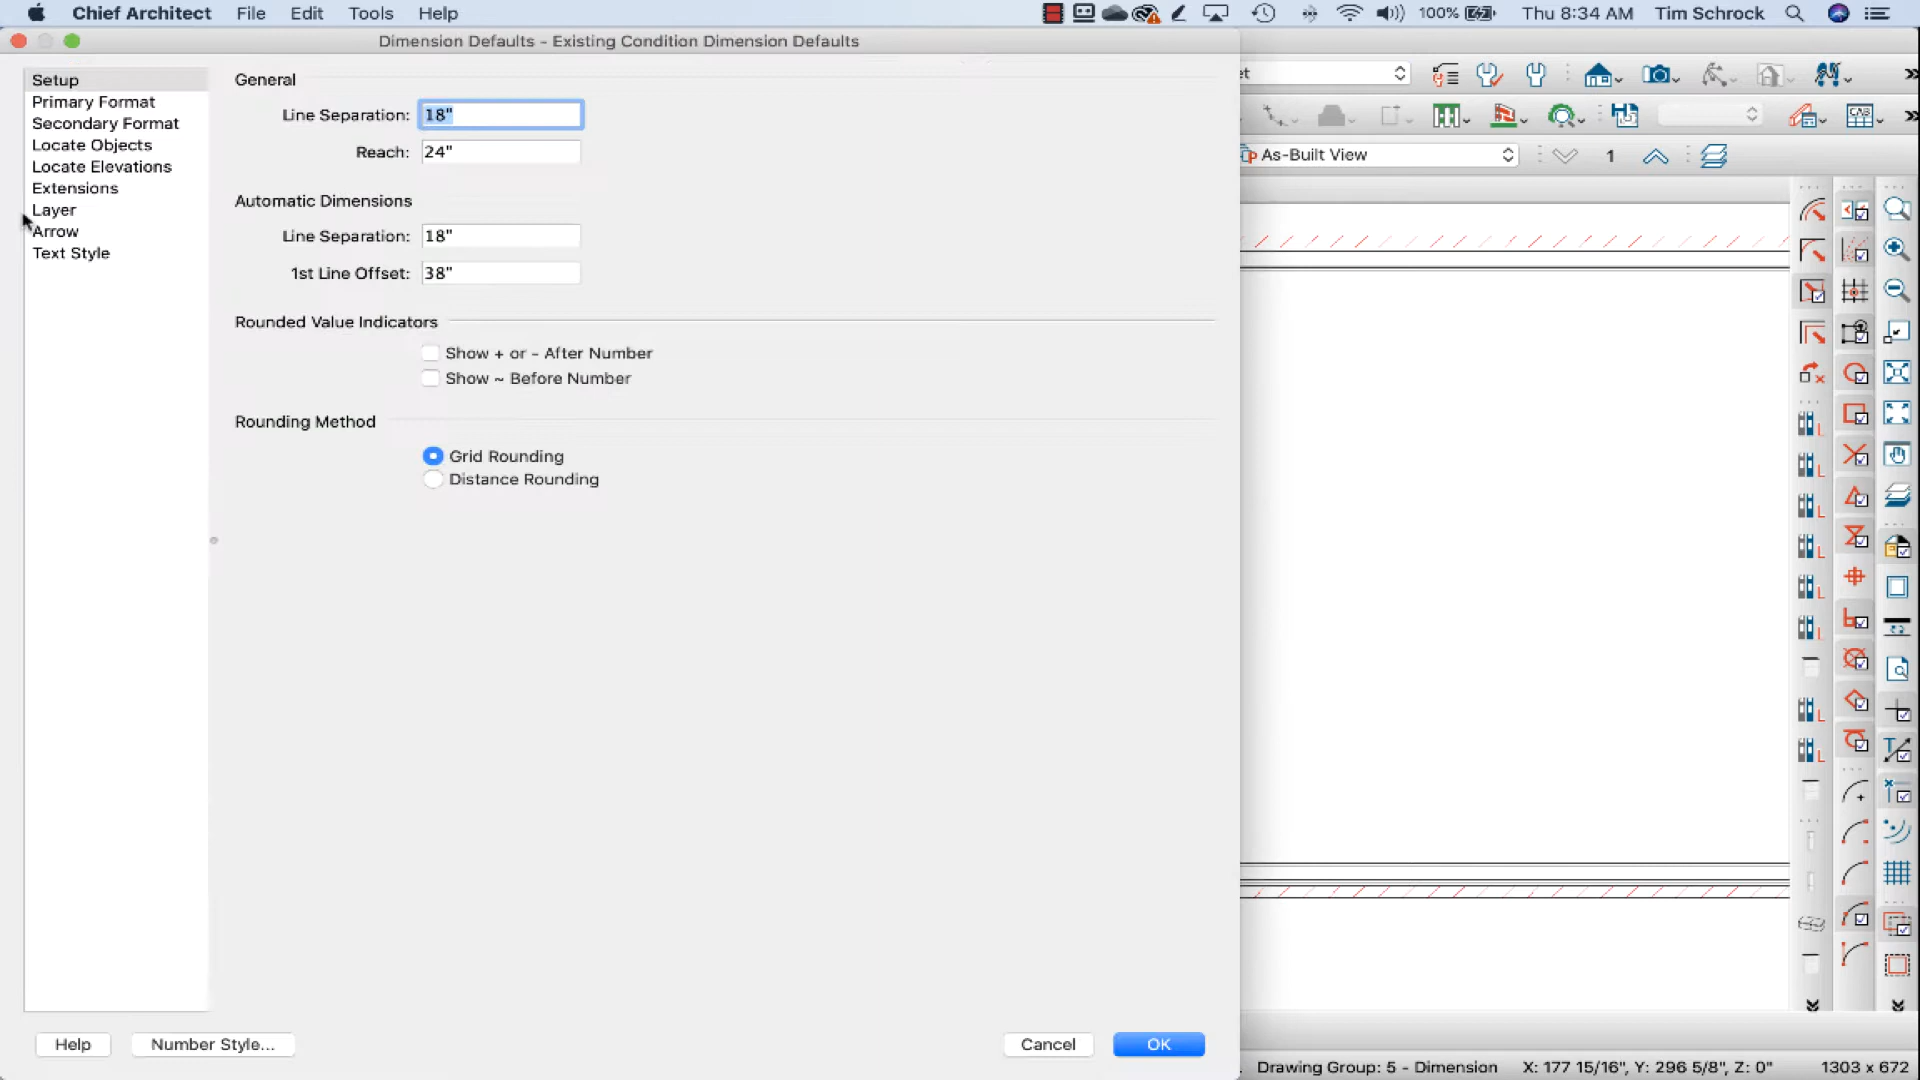 Chief Architect File Edit Tools Help 100% Thu 8:34 AM Tim Schrock
Dimension Defaults - Existing Condition Dimension Defaults
Setup
Primary Format
Secondary Format
Locate Objects
Locate Elevations
Extensions
Layer
Arrow
Text Style
General
Line Separation: 18"
Reach: 24"
Automatic Dimensions
Line Separation: 18"
1st Line Offset: 38"
Rounded Value Indicators
Show + or - After Number
Show ~ Before Number
Rounding Method
Grid Rounding
Distance Rounding
Help Number Style... Cancel OK
et
CAB
As-Built View 1
Drawing Group: 5 - Dimension X: 177 15/16", Y: 296 5/8", Z: 0" 1303 x 672